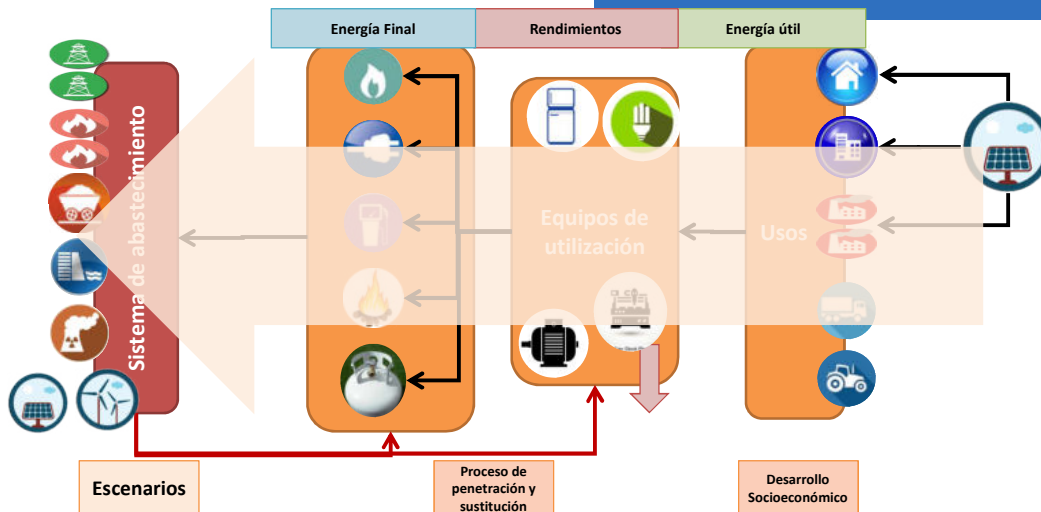 Energía Final
Rendimientos
Energía útil
Sistema de abastecimiento
Equipos de
utilización
Usos
Escenarios
Proceso de
penetración y
sustitución
Desarrollo
Socioeconómico